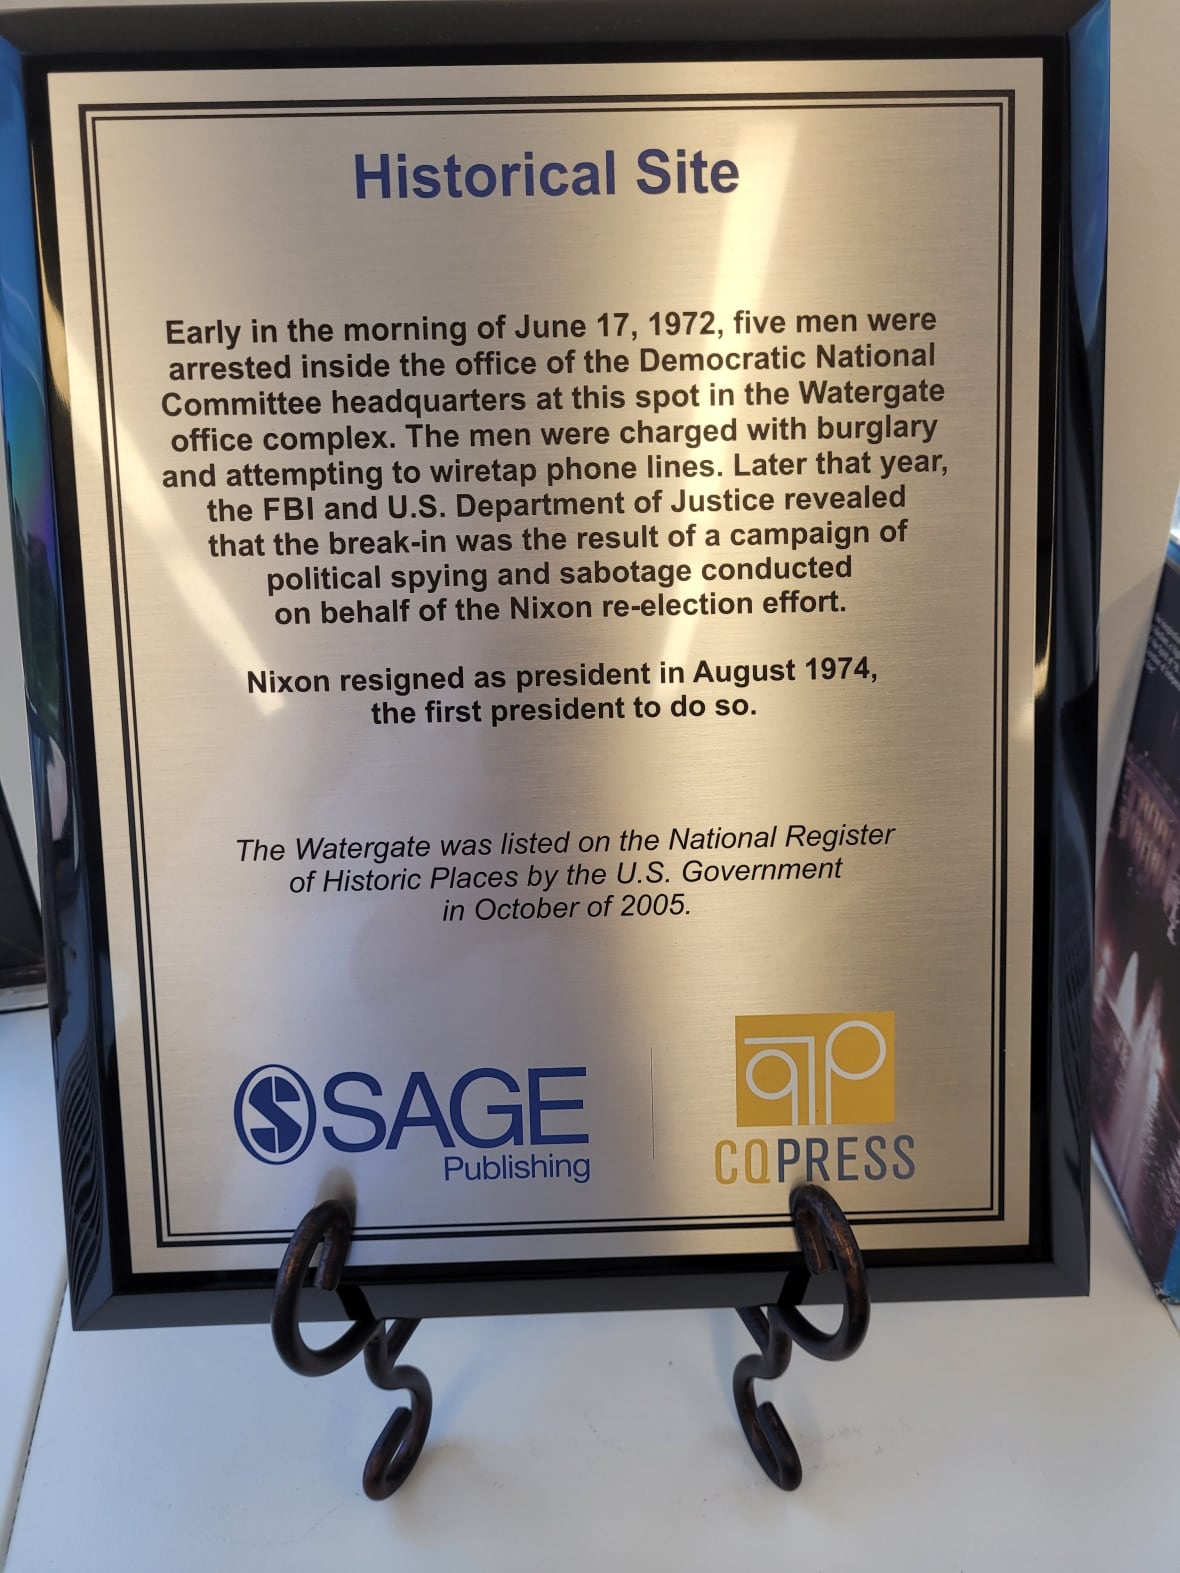 Historical Site
Early in the morning of June 17, 1972, five men were
arrested inside the office of the Democratic National
Committee headquarters at this spot in the Watergate
office complex. The men were charged with burglary
and attempting to wiretap phone lines. Later that year,
the FBI and U.S. Department of Justice revealed
that the break-in was the result of a campaign of
political spying and sabotage conducted
on behalf of the Nixon re-election effort.
Nixon resigned as president in August 1974,
the first president to do so.
The Watergate was listed on the National Register
of Historic Places by the U.S. Government
in October of 2005.
S SAGE
Publishing
qp
CQPRESS